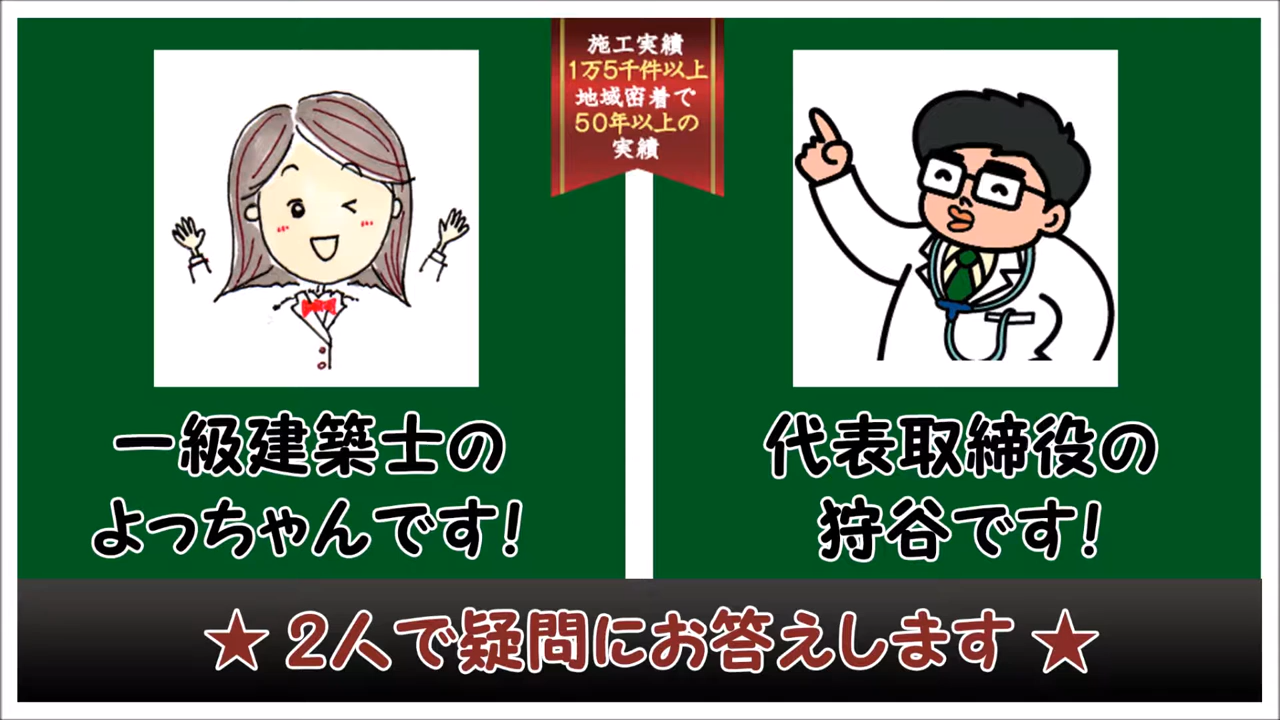 施工実績
1万5千件以上
地域密着で
50年以上の
実績
一級建築士の
よっちゃんです!
代表取締役の
狩谷です!
★2人で疑問にお答えします★